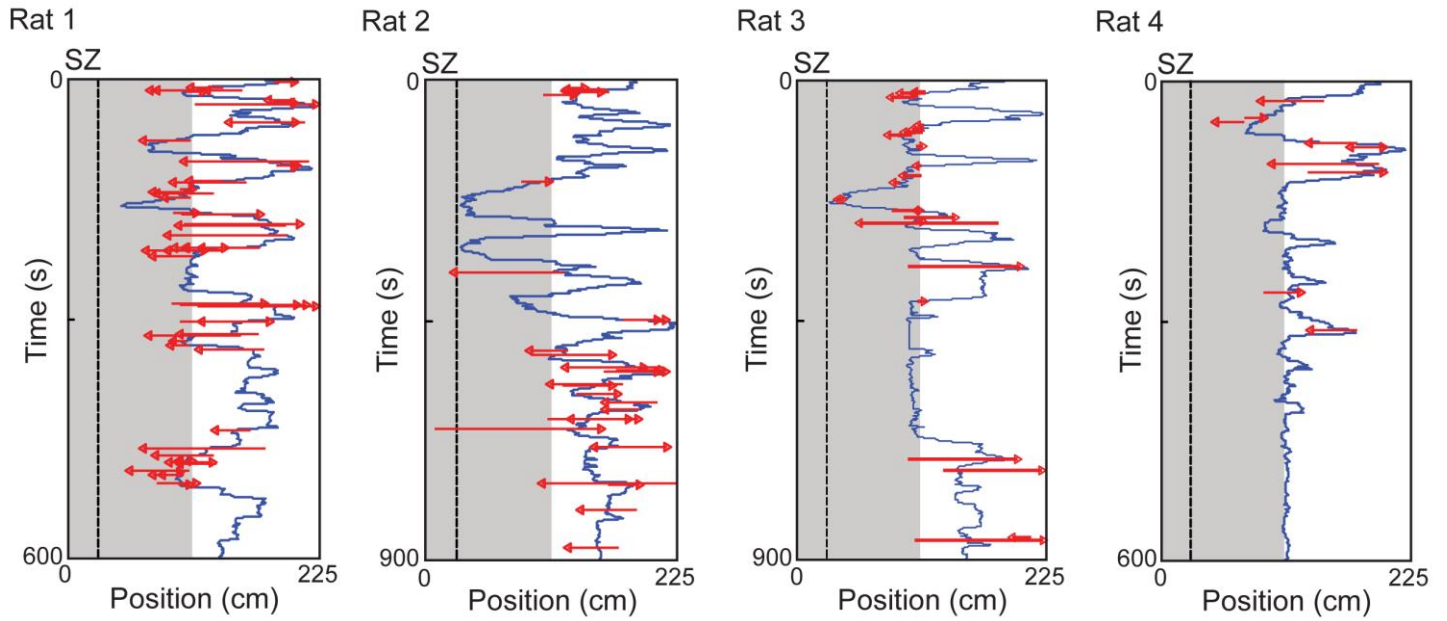 Rat 1
Rat 2
Rat 3
Rat 4
SZ
SZ
SZ
SZ
0
0
0
0
Time (s)
Time (s)
Time (s)
Time (s)
600
900
900
600
0
225
0
225
0
225
0
225
Position (cm)
Position (cm)
Position (cm)
Position (cm)